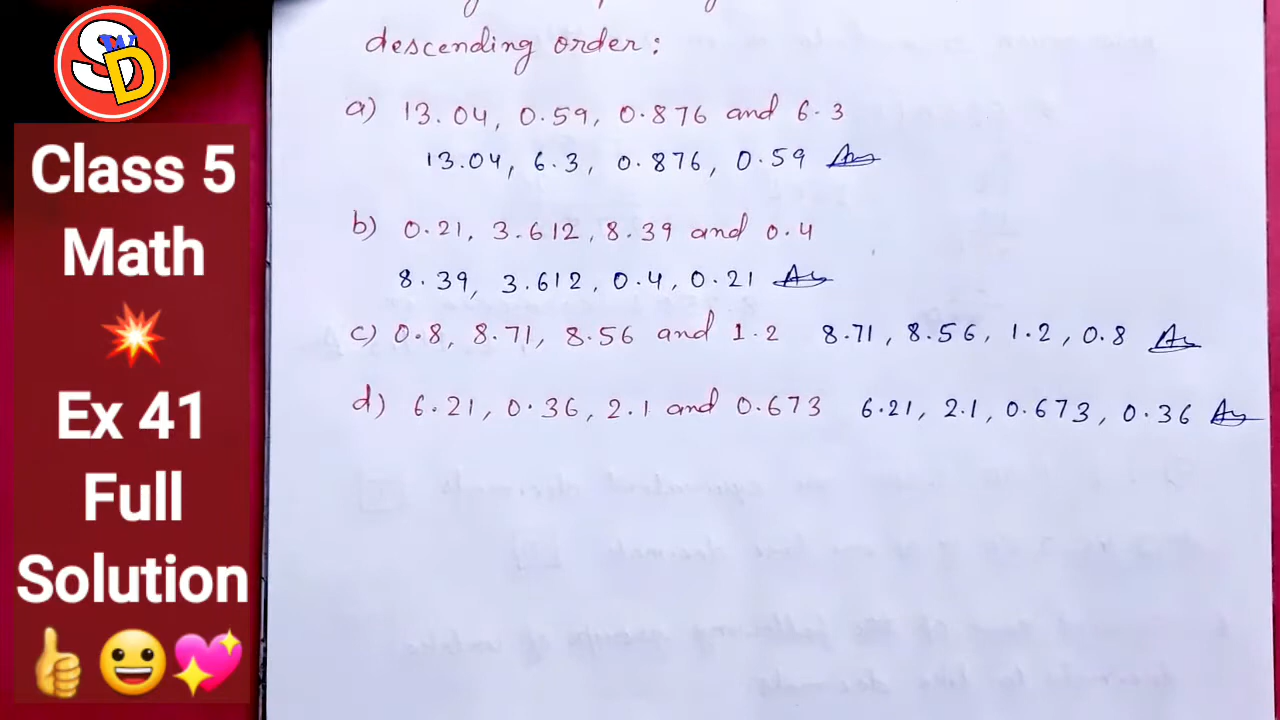 SWD
Class 5
Math
💥
Ex 41
Full
Solution
👍😀💖
descending order:
a) 13.04, 0.59, 0.876 and 6.3
13.04, 6.3, 0.876, 0.59 Ans
b) 0.21, 3.612, 8.39 and 0.4
8.39, 3.612, 0.4, 0.21 Ans
c) 0.8, 8.71, 8.56 and 1.2 8.71, 8.56, 1.2, 0.8 Ans
d) 6.21, 0.36, 2.1 and 0.673 6.21, 2.1, 0.673, 0.36 Ans